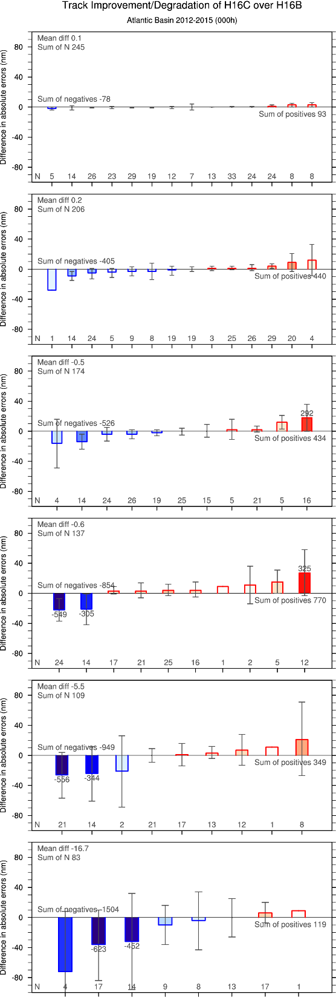 Track Improvement/Degradation of H16C over H16B
Atlantic Basin 2012-2015 (000h)
Difference in absolute errors (nm)
Mean diff 0.1
Sum of N 245
80
40
Sum of negatives -78
0
Sum of positives 93
-40
-80
N 5 14 26 23 29 19 12 7 13 33 24 24 8 8
Difference in absolute errors (nm)
Mean diff 0.2
Sum of N 206
80
40
Sum of negatives -405
0
Sum of positives 440
-40
-80
N 1 14 24 5 9 8 19 19 3 25 26 29 20 4
Difference in absolute errors (nm)
Mean diff -0.5
Sum of N 174
80
40
292
Sum of negatives -526
0
Sum of positives 434
-40
-80
N 4 14 24 26 19 25 15 5 21 5 16
Difference in absolute errors (nm)
Mean diff -0.6
Sum of N 137
80
40
325
Sum of negatives -854
0
Sum of positives 770
-549 -305
-40
-80
N 24 14 17 21 25 16 1 2 5 12
Difference in absolute errors (nm)
Mean diff -5.5
Sum of N 109
80
40
Sum of negatives -949
0
Sum of positives 349
-556 -344
-40
-80
N 21 14 2 21 17 13 12 1 8
Difference in absolute errors (nm)
Mean diff -16.7
Sum of N 83
80
40
Sum of negatives -1504
0
Sum of positives 119
-623 -452
-40
-80
N 4 17 14 9 8 13 17 1